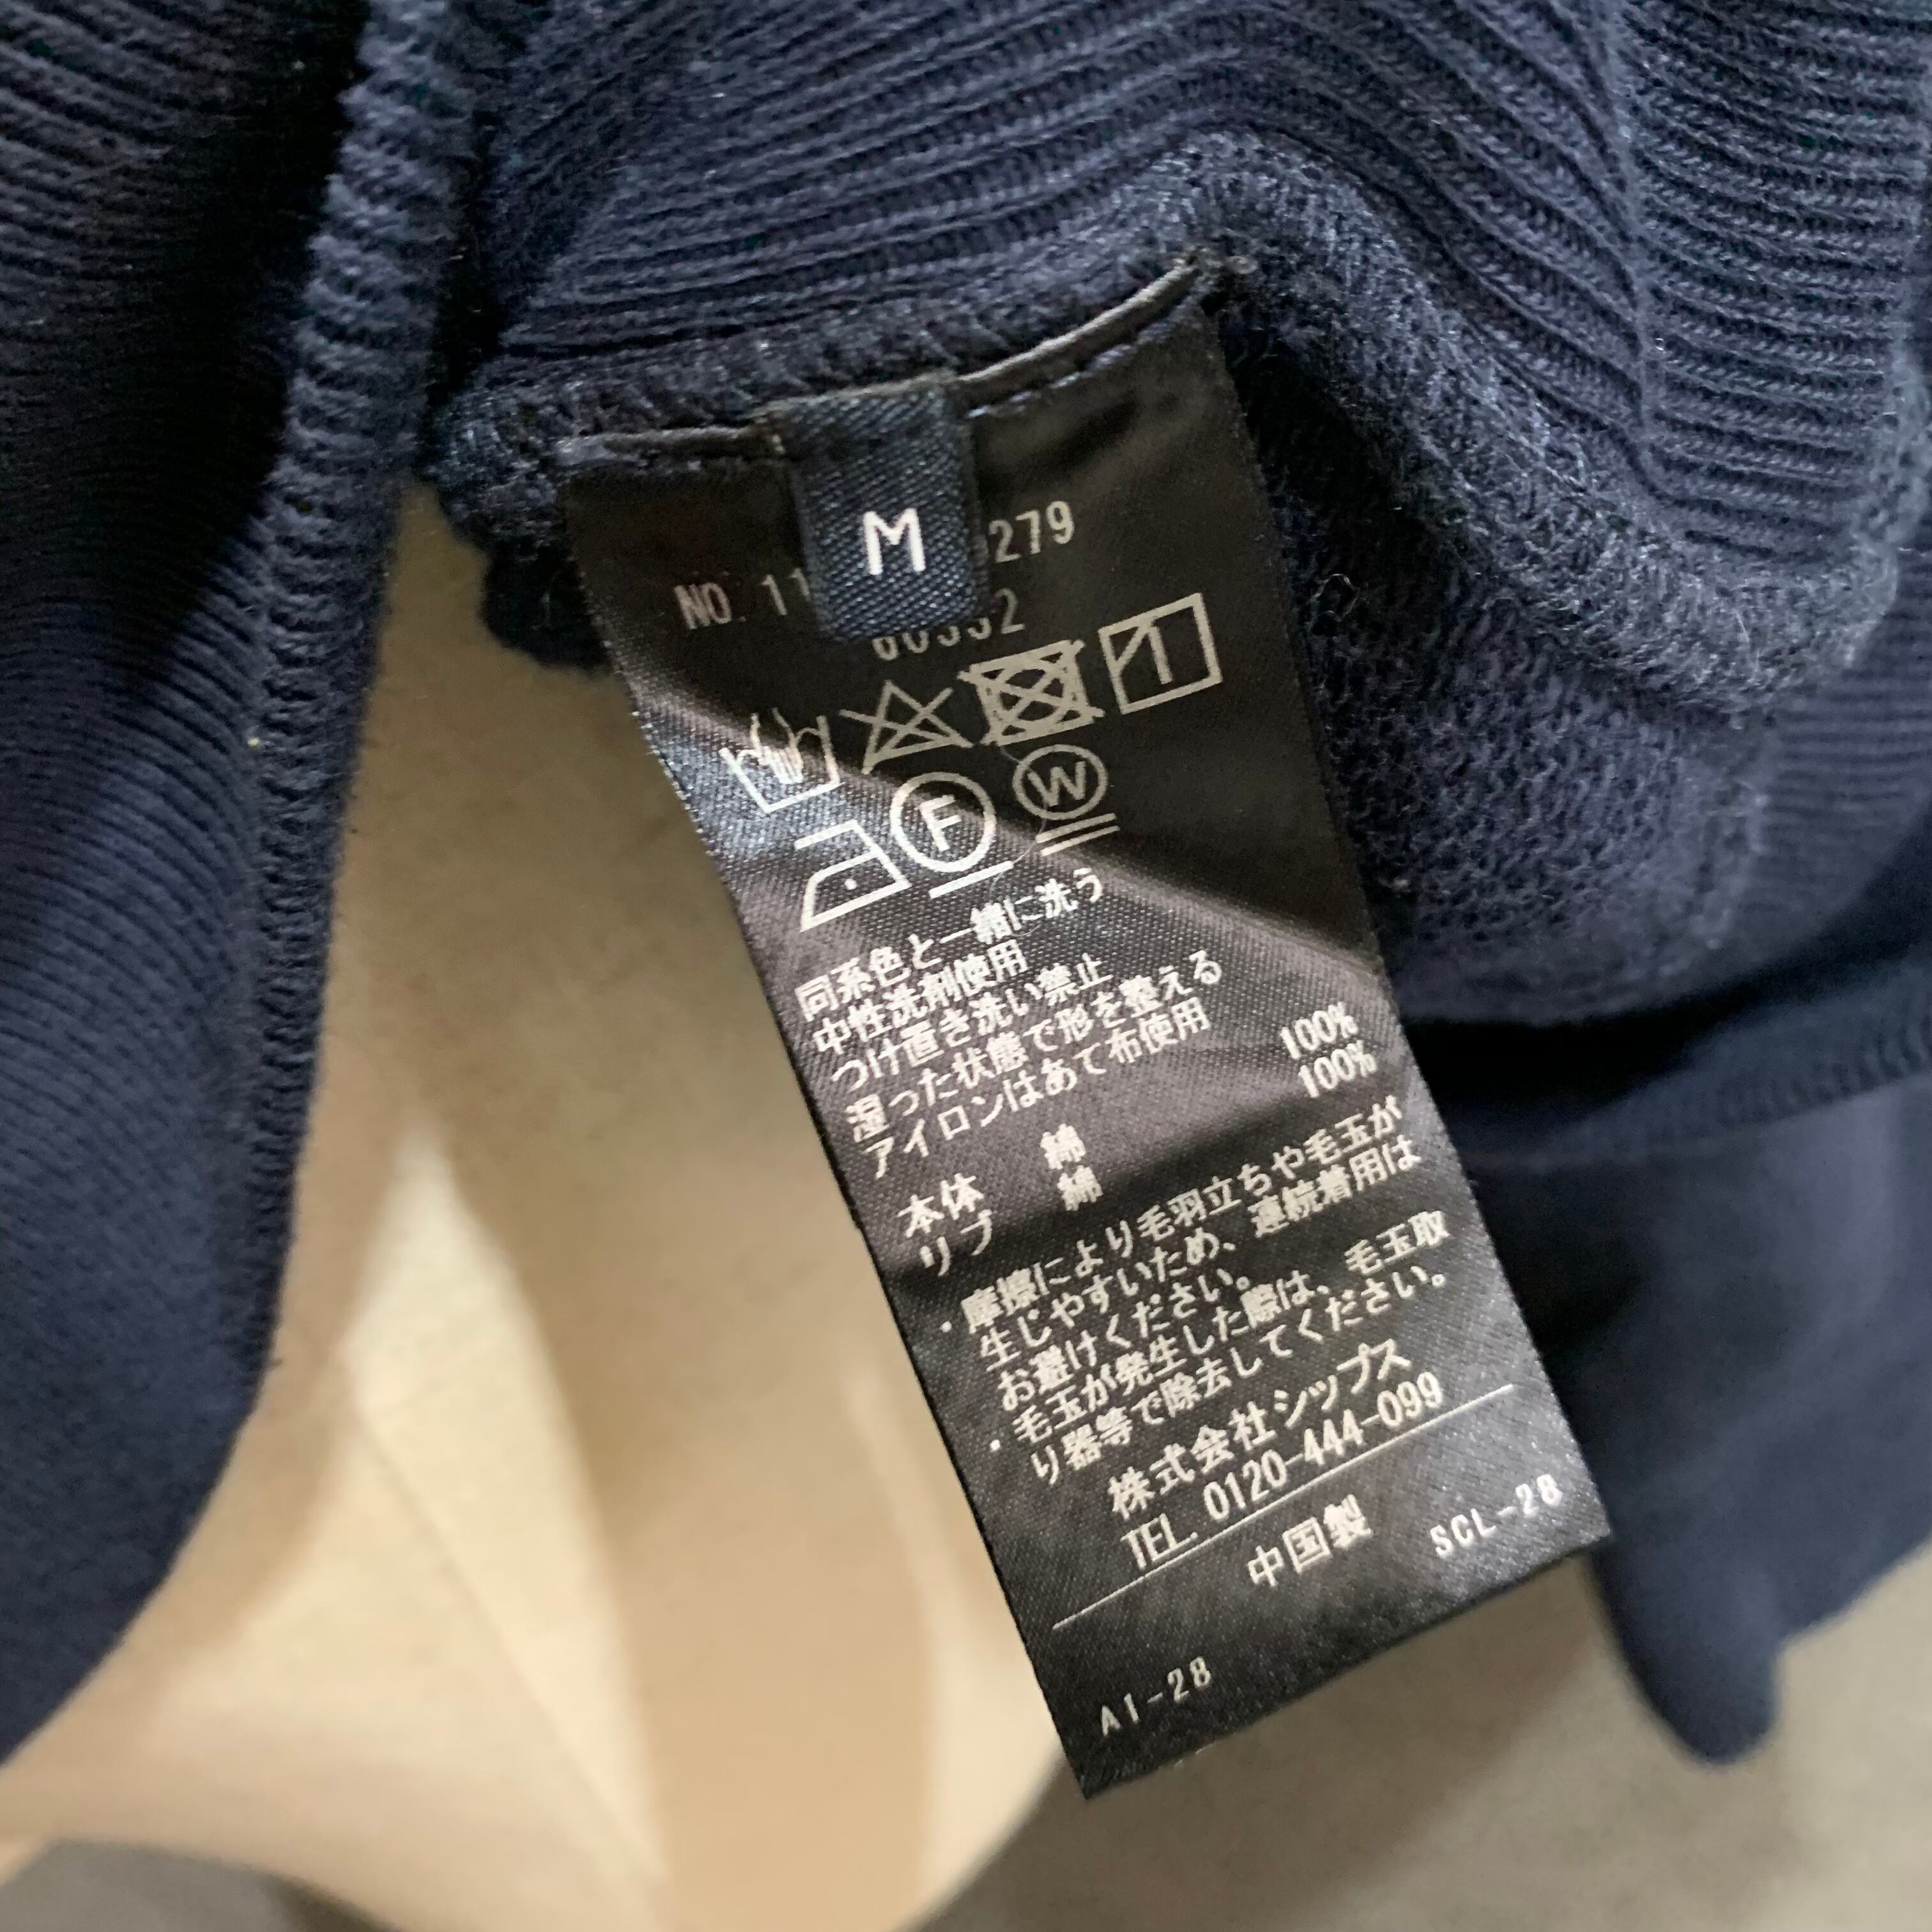 M
NO. 11 279
同系色と一緒に洗う
中性洗剤使用
つけ置き洗い禁止
湿った状態で形を整える
アイロンはあて布使用
本体 綿 100%
リブ 綿 100%
・摩擦により毛羽立ちや毛玉が
生じやすいため、連続着用は
お避けください。
・毛玉が発生した際は、毛玉取
り器等で除去してください。
株式会社シップス
TEL. 0120-444-099
中国製
SCL-28
A1-28